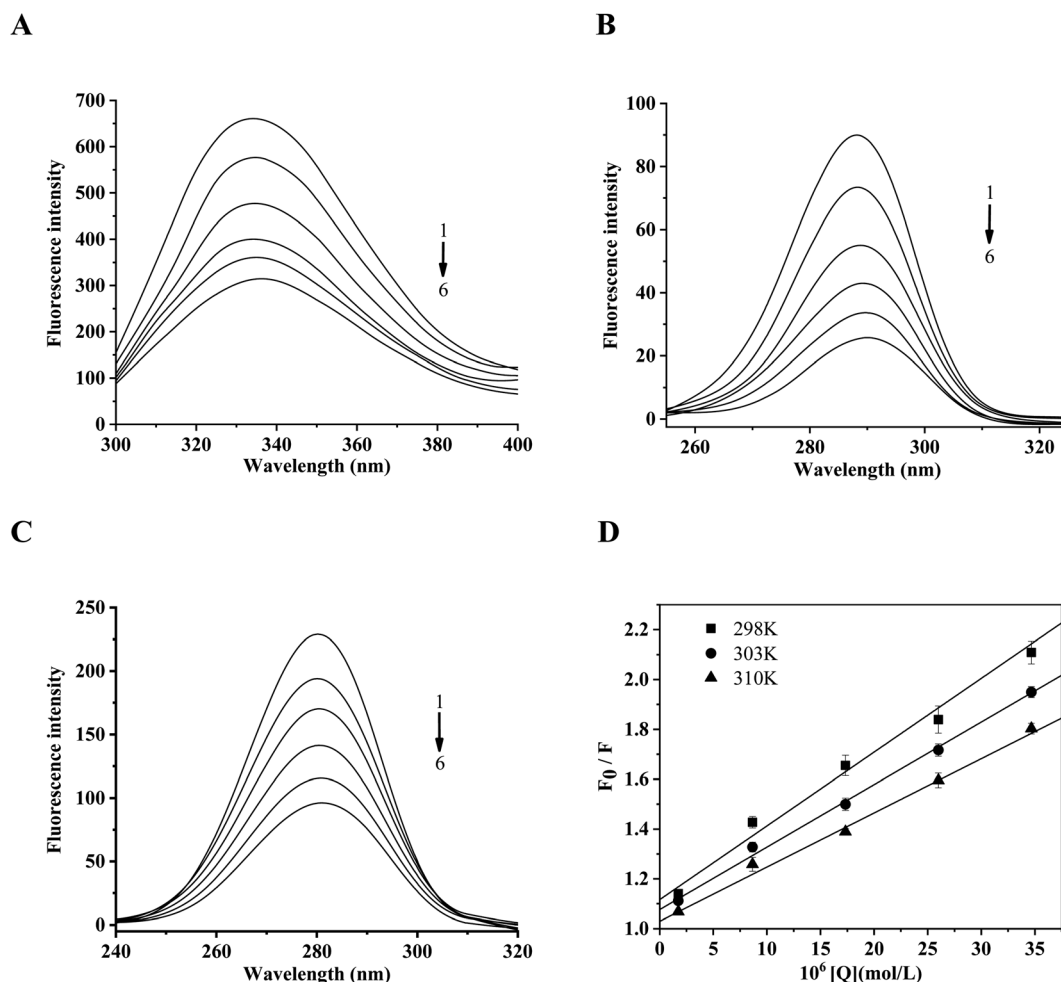 A
700
600
500
400
300
200
100
0
300 320 340 360 380 400
Wavelength (nm)
Fluorescence intensity
1
6
B
100
80
60
40
20
0
260 280 300 320
Wavelength (nm)
Fluorescence intensity
1
6
C
250
200
150
100
50
0
240 260 280 300 320
Wavelength (nm)
Fluorescence intensity
1
6
D
298K
303K
310K
2.2
2.0
1.8
1.6
1.4
1.2
1.0
0 5 10 15 20 25 30 35
10⁶ [Q](mol/L)
F₀ / F